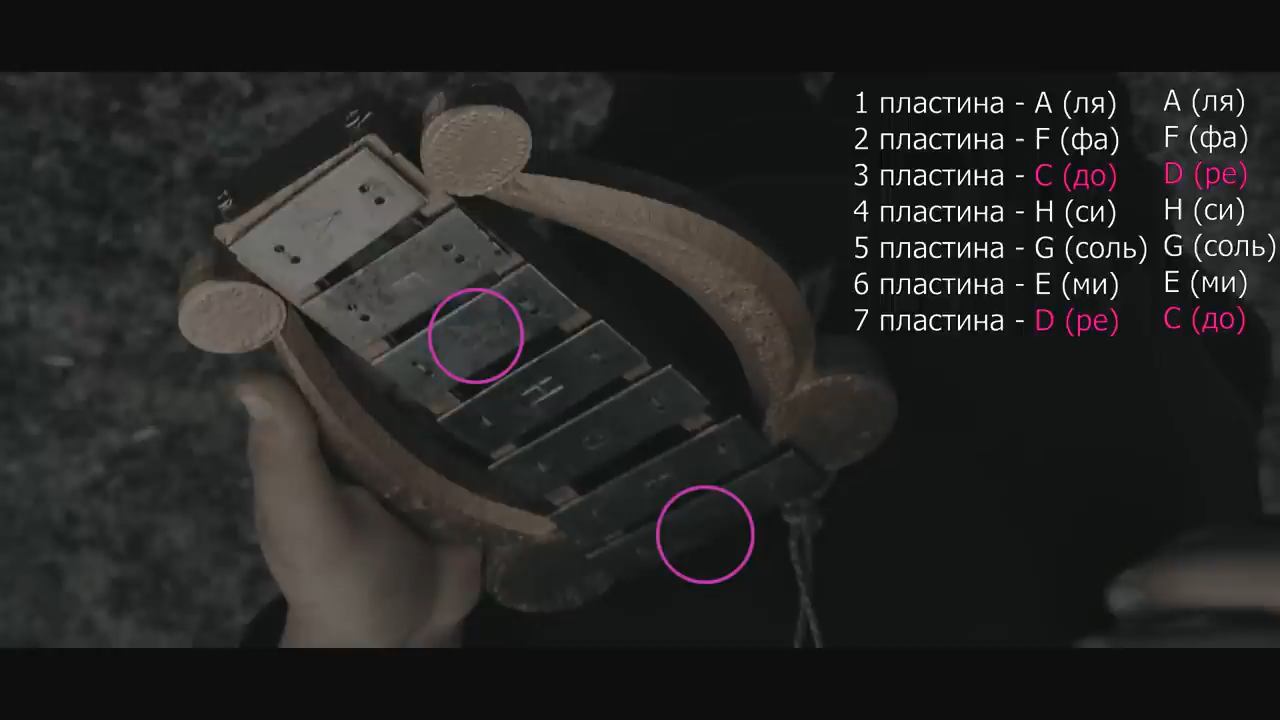 1 пластина - A (ля) A (ля)
2 пластина - F (фа) F (фа)
3 пластина - C (до) D (ре)
4 пластина - H (си) H (си)
5 пластина - G (соль) G (соль)
6 пластина - E (ми) E (ми)
7 пластина - D (ре) C (до)
A
H